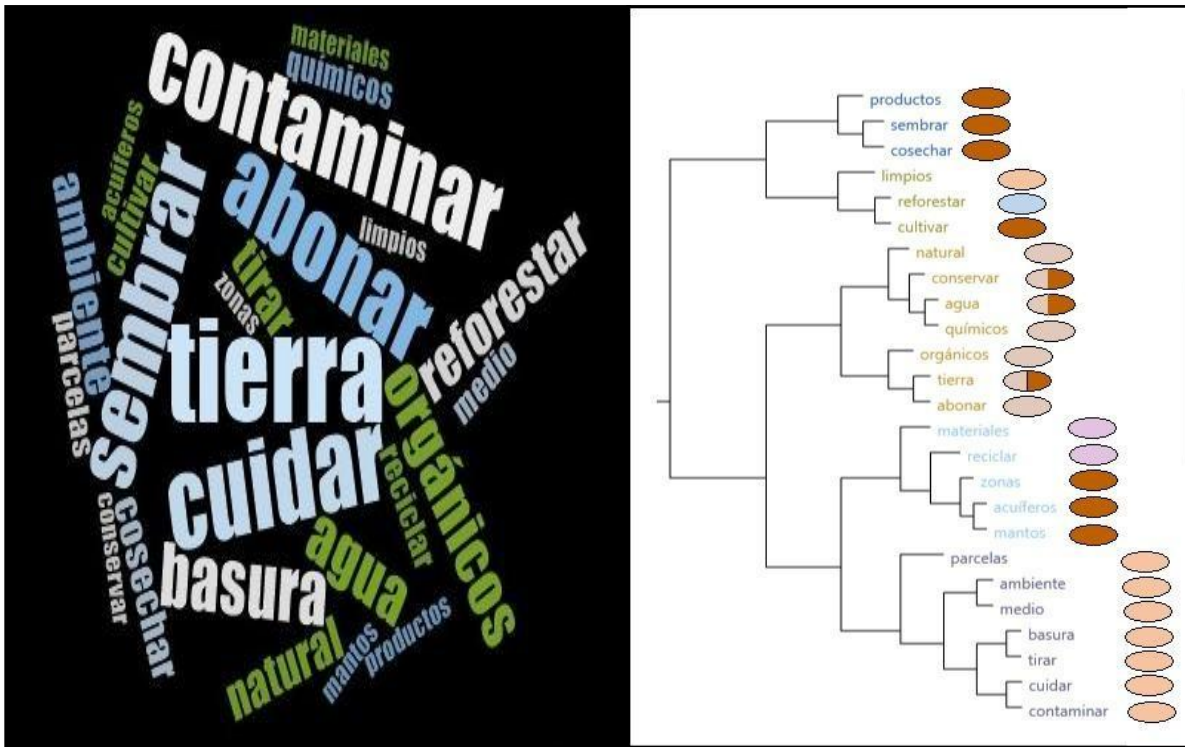 materiales
químicos
contaminar
acuíferos
cultivar
sembrar
ambiente
parcelas
abonar
limpios
tirar
zonas
reforestar
medio
tierra
orgánicos
cuidar
reciclar
conservar
cosechar
basura
agua
natural
mantos
productos
productos
sembrar
cosechar
limpios
reforestar
cultivar
natural
conservar
agua
químicos
orgánicos
tierra
abonar
materiales
reciclar
zonas
acuíferos
mantos
parcelas
ambiente
medio
basura
tirar
cuidar
contaminar